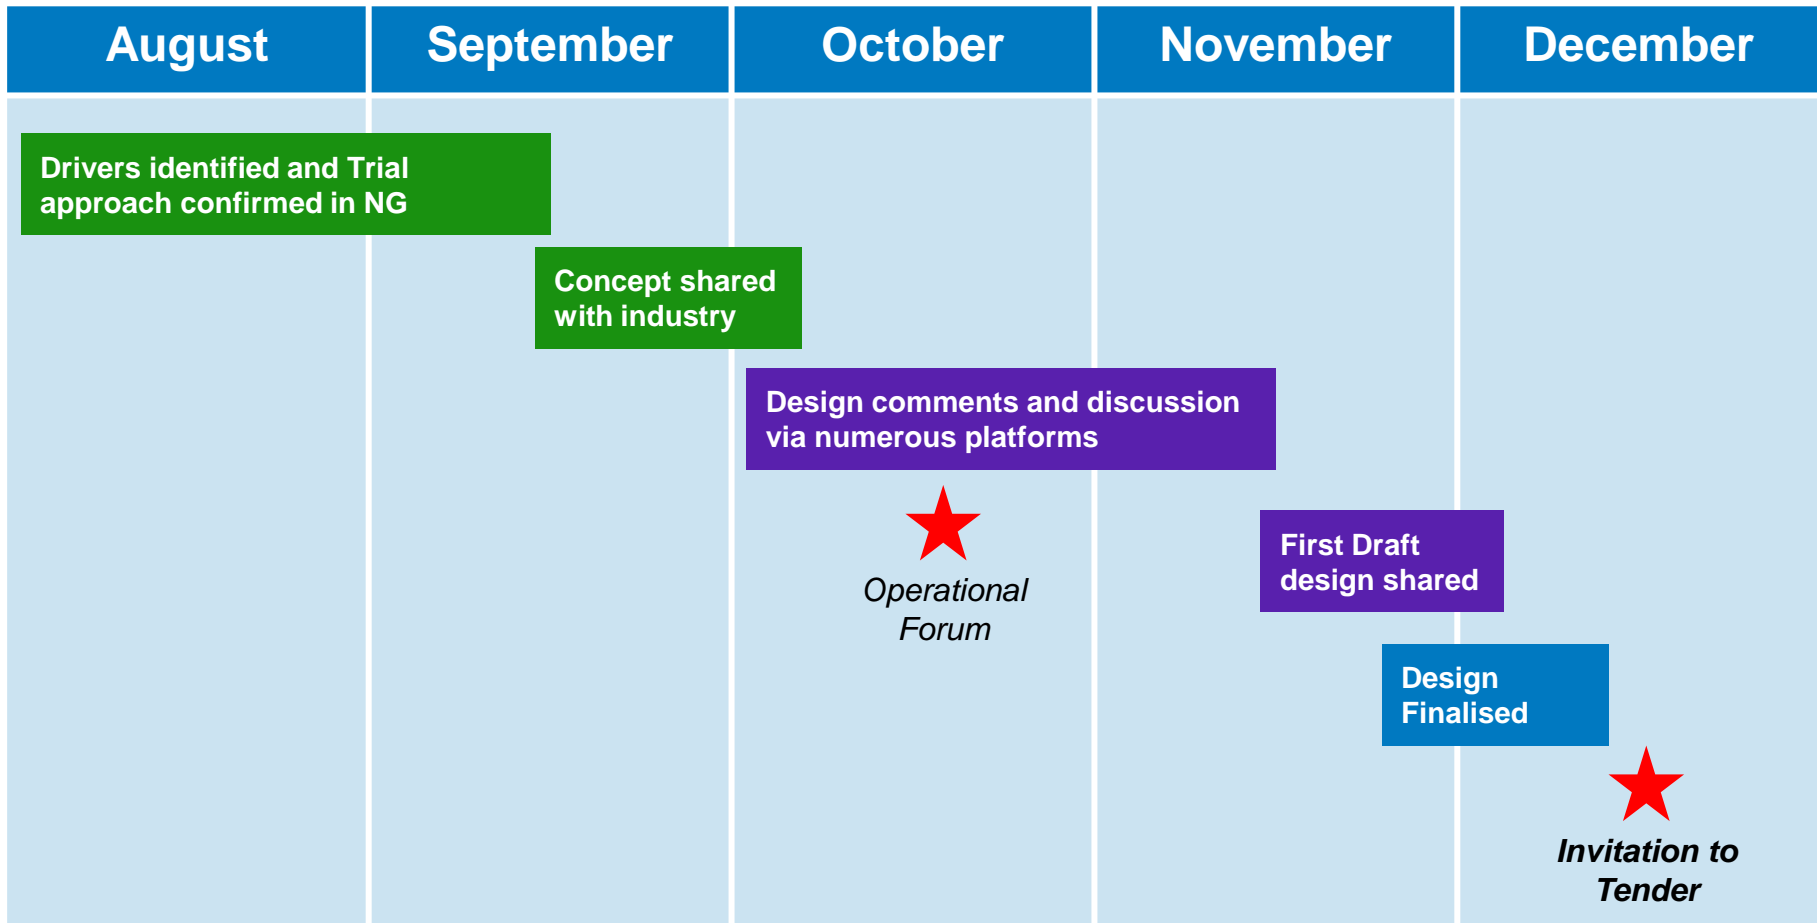 August
September
October
November
December
Drivers identified and Trial
approach confirmed in NG
Concept shared
with industry
Design comments and discussion
via numerous platforms
Operational
Forum
First Draft
design shared
Design
Finalised
Invitation to
Tender